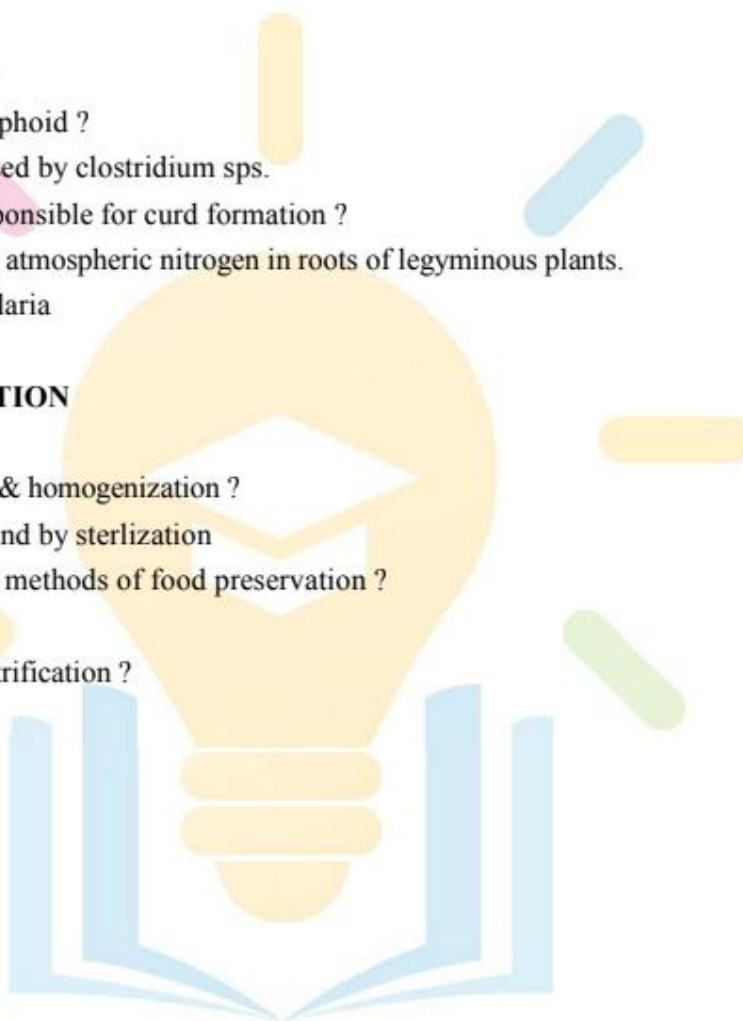 phoid ?
ed by clostridium sps.
ponsible for curd formation ?
atmospheric nitrogen in roots of legyminous plants.
laria
TION
& homogenization ?
nd by sterlization
methods of food preservation ?
trification ?